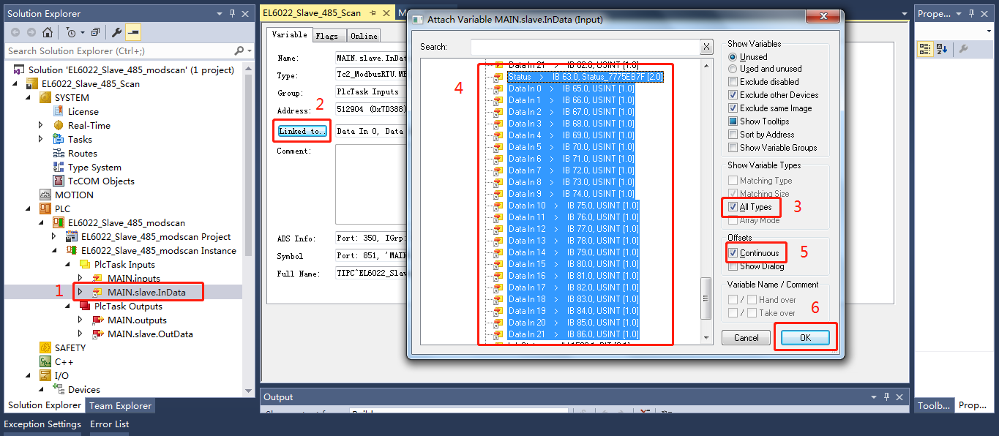 Solution Explorer
Search Solution Explorer (Ctrl+;)
Solution 'EL6022_Slave_485_modscan' (1 project)
EL6022_Slave_485_Scan
SYSTEM
License
Real-Time
Tasks
Routes
Type System
TcCOM Objects
MOTION
PLC
EL6022_Slave_485_modscan
EL6022_Slave_485_modscan Project
EL6022_Slave_485_modscan Instance
PlcTask Inputs
MAIN.inputs
1
MAIN.slave.InData
PlcTask Outputs
MAIN.outputs
MAIN.slave.OutData
SAFETY
C++
I/O
Devices
Solution Explorer
Team Explorer
Exception Settings
Error List
EL6022_Slave_485_Scan
Variable
Flags
Online
Name:
MAIN.slave.InData
Type:
Tc2_ModbusRTU.ME
Group:
PlcTask Inputs
Address:
512904 (0x7D388)
2
Linked to..
Data In 0, Data
Comment:
ADS Info:
Port: 350, IGrp:
Symbol
Port: 851, 'MAIN
Full Name:
TIPC^EL6022_Slav
Output
Attach Variable MAIN.slave.InData (Input)
Search:
4
Data In 21 > IB 62.0, USINT [1.0]
Status > IB 63.0, Status_7775EB7F [2.0]
Data In 0 > IB 65.0, USINT [1.0]
Data In 1 > IB 66.0, USINT [1.0]
Data In 2 > IB 67.0, USINT [1.0]
Data In 3 > IB 68.0, USINT [1.0]
Data In 4 > IB 69.0, USINT [1.0]
Data In 5 > IB 70.0, USINT [1.0]
Data In 6 > IB 71.0, USINT [1.0]
Data In 7 > IB 72.0, USINT [1.0]
Data In 8 > IB 73.0, USINT [1.0]
Data In 9 > IB 74.0, USINT [1.0]
Data In 10 > IB 75.0, USINT [1.0]
Data In 11 > IB 76.0, USINT [1.0]
Data In 12 > IB 77.0, USINT [1.0]
Data In 13 > IB 78.0, USINT [1.0]
Data In 14 > IB 79.0, USINT [1.0]
Data In 15 > IB 80.0, USINT [1.0]
Data In 16 > IB 81.0, USINT [1.0]
Data In 17 > IB 82.0, USINT [1.0]
Data In 18 > IB 83.0, USINT [1.0]
Data In 19 > IB 84.0, USINT [1.0]
Data In 20 > IB 85.0, USINT [1.0]
Data In 21 > IB 86.0, USINT [1.0]
Show Variables
Unused
Used and unused
Exclude disabled
Exclude other Devices
Exclude same Image
Show Tooltips
Sort by Address
Show Variable Groups
Show Variable Types
Matching Type
Matching Size
All Types
3
Array Mode
Offsets
Continuous
5
Show Dialog
Variable Name / Comment
/ Hand over
/ Take over
6
Cancel
OK
Prope...
Toolb...
Prop...